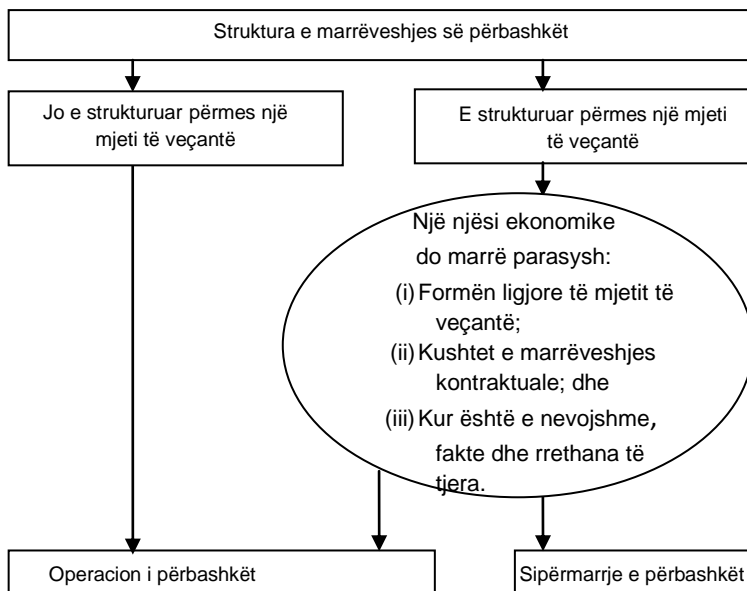 Struktura e marrëveshjes së përbashkët
Jo e strukturuar përmes një
mjeti të veçantë
E strukturuar përmes një mjeti
të veçantë
Një njësi ekonomike
do marrë parasysh:
(i) Formën ligjore të mjetit të
veçantë;
(ii) Kushtet e marrëveshjes
kontraktuale; dhe
(iii) Kur është e nevojshme,
fakte dhe rrethana të
tjera.
Operacion i përbashkët
Sipërmarrje e përbashkët